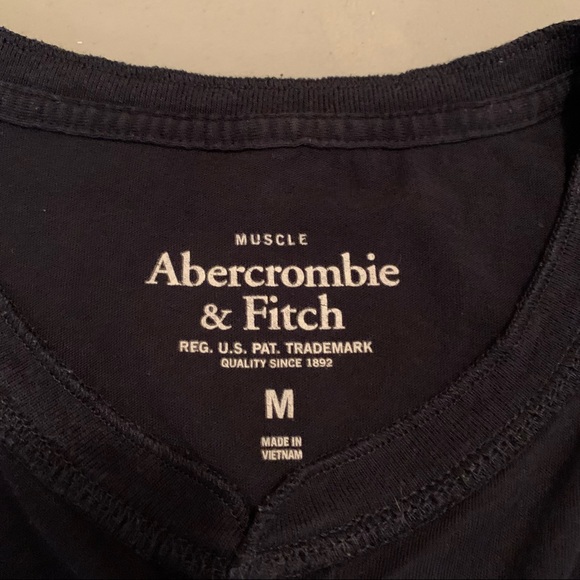 MUSCLE
Abercrombie
& Fitch
REG. U.S. PAT. TRADEMARK
QUALITY SINCE 1892
M
MADE IN
VIETNAM